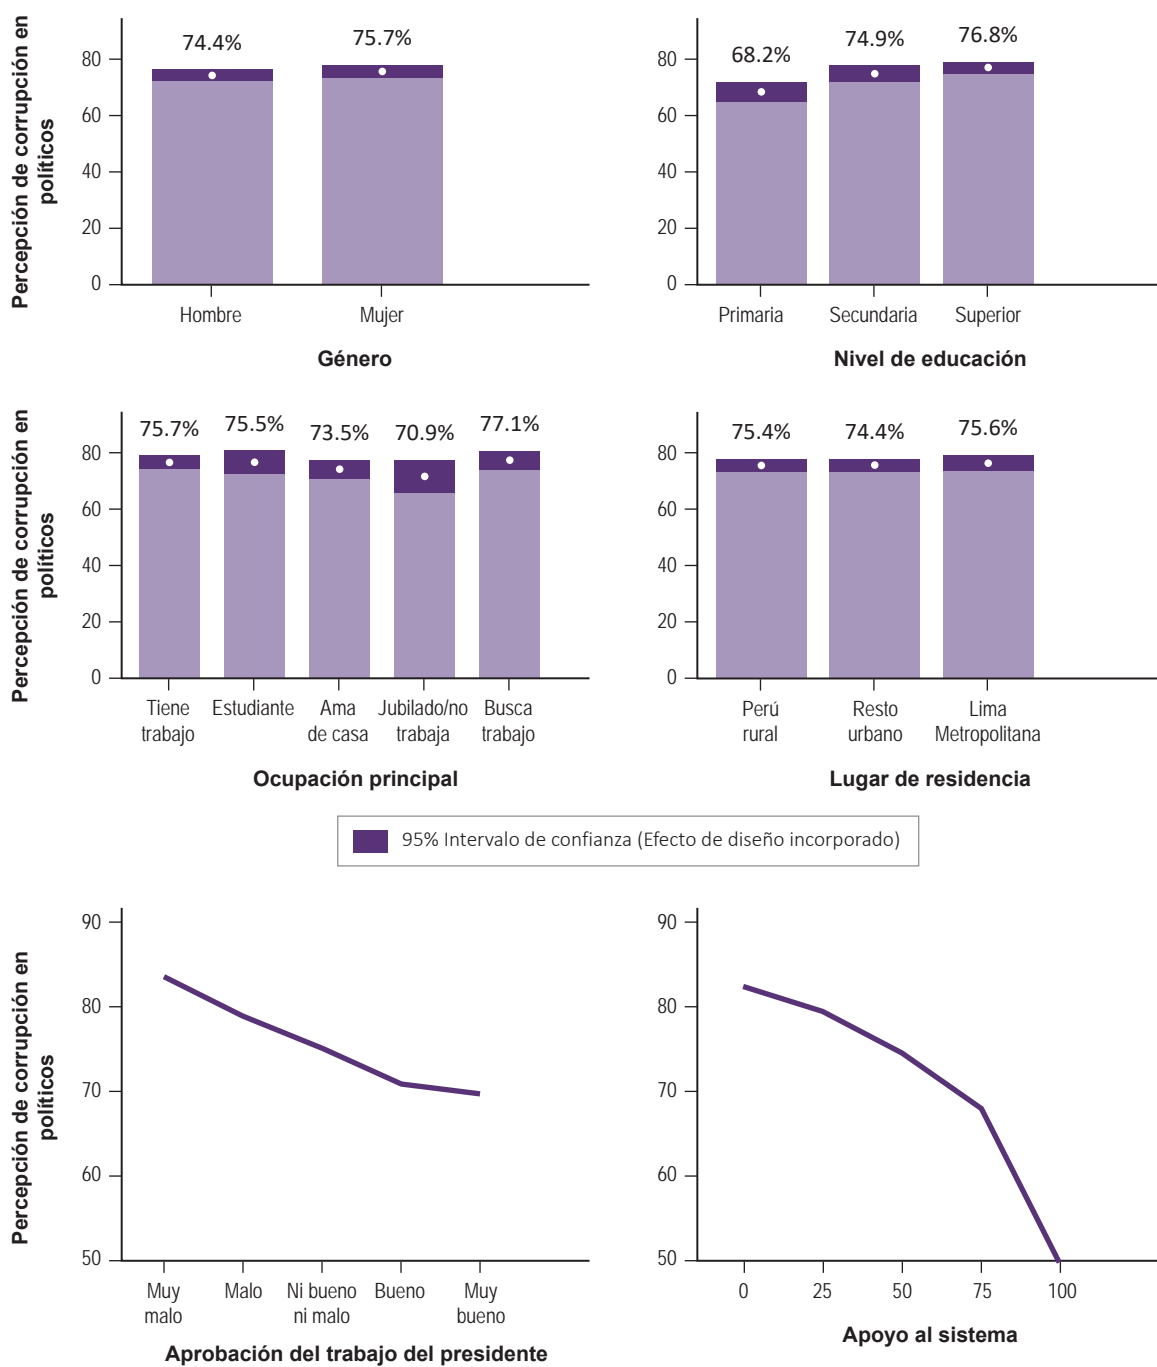 Percepción de corrupción en
políticos
80
60
40
20
0
74.4%
75.7%
Hombre
Mujer
Género
80
60
40
20
0
68.2%
74.9%
76.8%
Primaria
Secundaria
Superior
Nivel de educación
Percepción de corrupción en
políticos
80
60
40
20
0
75.7%
75.5%
73.5%
70.9%
77.1%
Tiene
trabajo
Estudiante
Ama
de casa
Jubilado/no
trabaja
Busca
trabajo
Ocupación principal
80
60
40
20
0
75.4%
74.4%
75.6%
Perú
rural
Resto
urbano
Lima
Metropolitana
Lugar de residencia
95% Intervalo de confianza (Efecto de diseño incorporado)
Percepción de corrupción en
políticos
90
80
70
60
50
Muy
malo
Malo
Ni bueno
ni malo
Bueno
Muy
bueno
Aprobación del trabajo del presidente
90
80
70
60
50
0
25
50
75
100
Apoyo al sistema